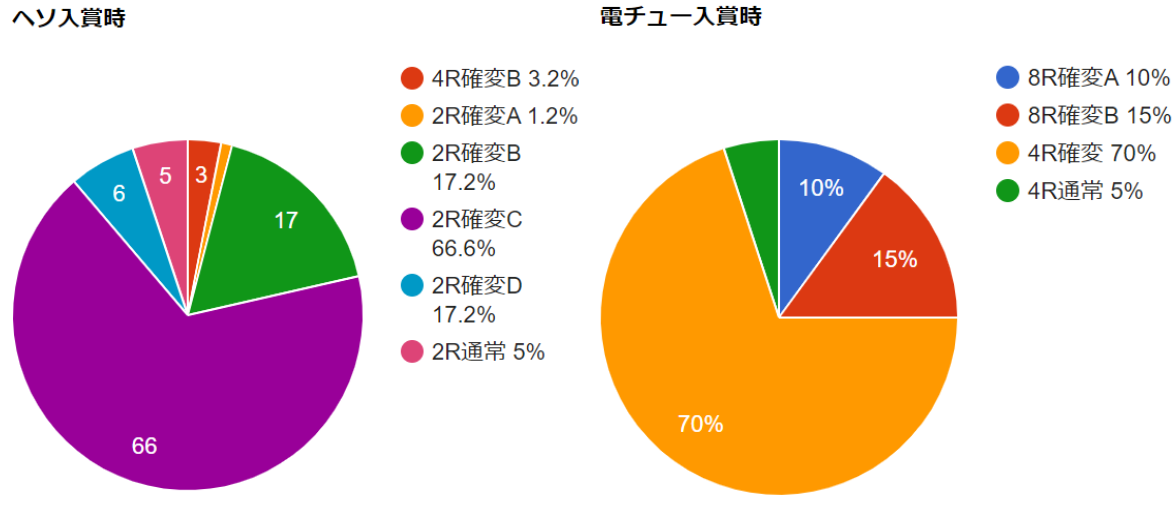 ヘソ入賞時
4R確変B 3.2%
2R確変A 1.2%
2R確変B
17.2%
2R確変C
66.6%
2R確変D
17.2%
2R通常 5%
3
17
66
6
5
電チュー入賞時
8R確変A 10%
8R確変B 15%
4R確変 70%
4R通常 5%
10%
15%
70%